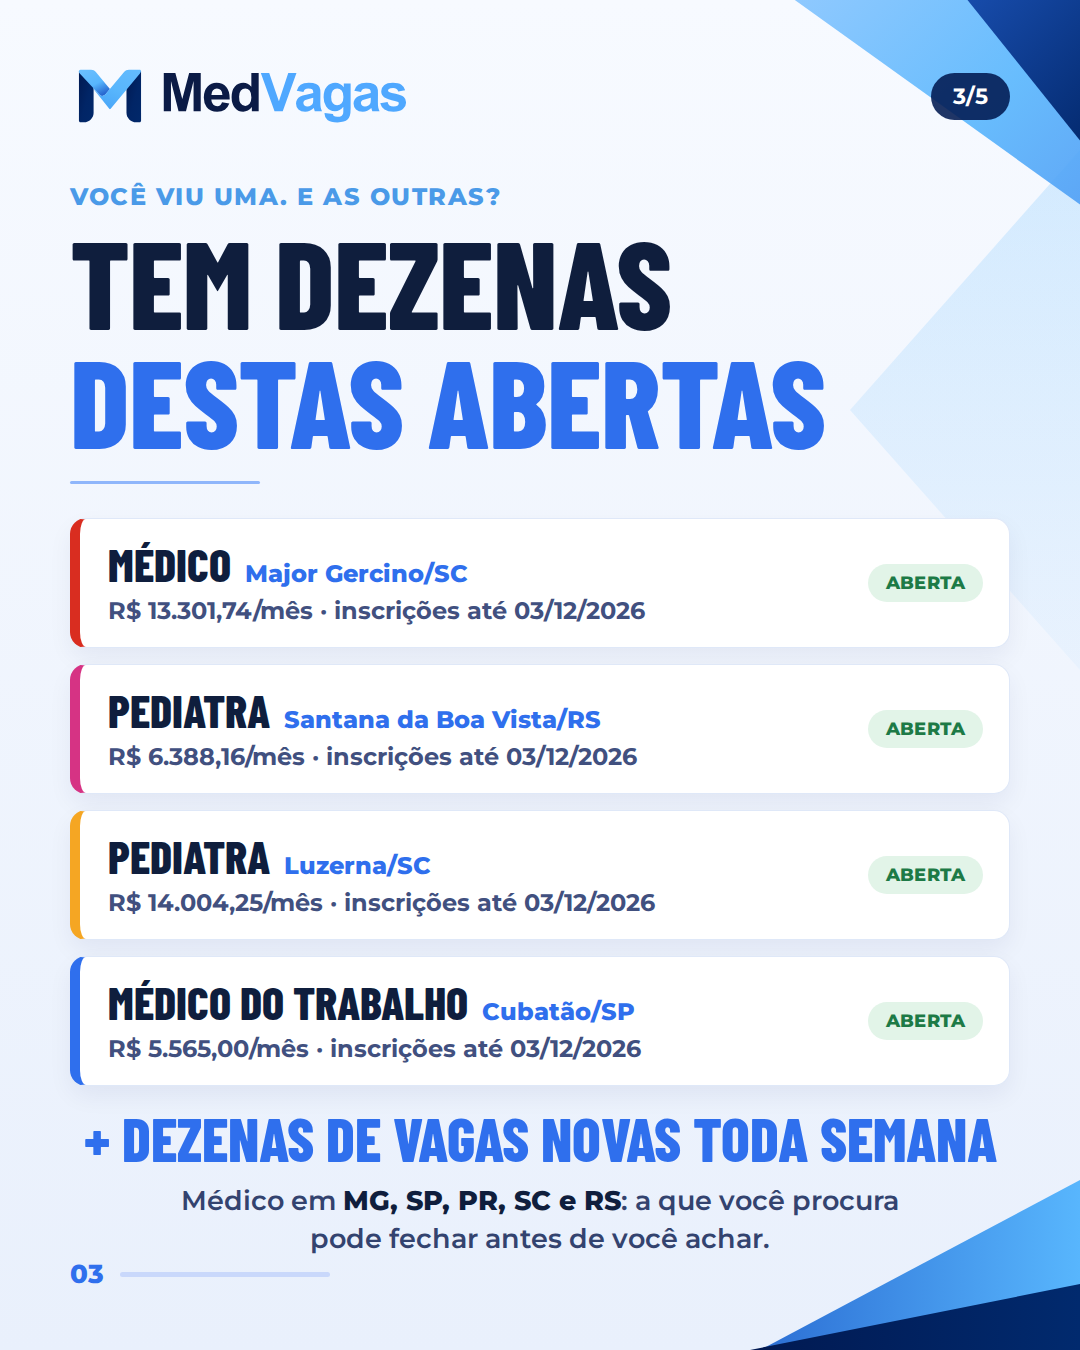 MedVagas
3/5
VOCÊ VIU UMA. E AS OUTRAS?
TEM DEZENAS
DESTAS ABERTAS
MÉDICO Major Gercino/SC
R$ 13.301,74/mês · inscrições até 03/12/2026
ABERTA
PEDIATRA Santana da Boa Vista/RS
R$ 6.388,16/mês · inscrições até 03/12/2026
ABERTA
PEDIATRA Luzerna/SC
R$ 14.004,25/mês · inscrições até 03/12/2026
ABERTA
MÉDICO DO TRABALHO Cubatão/SP
R$ 5.565,00/mês · inscrições até 03/12/2026
ABERTA
+ DEZENAS DE VAGAS NOVAS TODA SEMANA
Médico em MG, SP, PR, SC e RS: a que você procura
pode fechar antes de você achar.
03